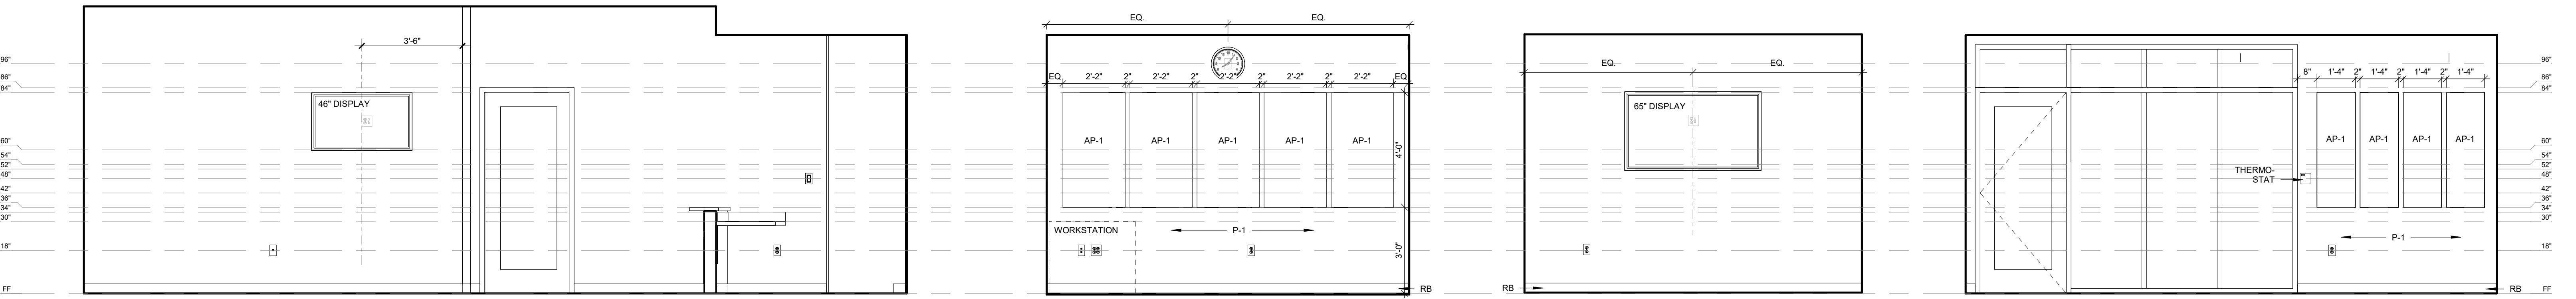 96"
86"
84"
60"
54"
52"
48"
42"
36"
34"
30"
18"
FF
3'-6"
46" DISPLAY
EQ.
EQ.
EQ.
2'-2"
2"
2'-2"
2"
2'-2"
2"
2'-2"
2"
2'-2"
EQ.
AP-1
AP-1
AP-1
AP-1
AP-1
4'-0"
WORKSTATION
P-1
3'-0"
RB
EQ.
EQ.
65" DISPLAY
RB
8"
1'-4"
2"
1'-4"
2"
1'-4"
2"
1'-4"
AP-1
AP-1
AP-1
AP-1
THERMO-
STAT
P-1
RB
96"
86"
84"
60"
54"
52"
48"
42"
36"
34"
30"
18"
FF